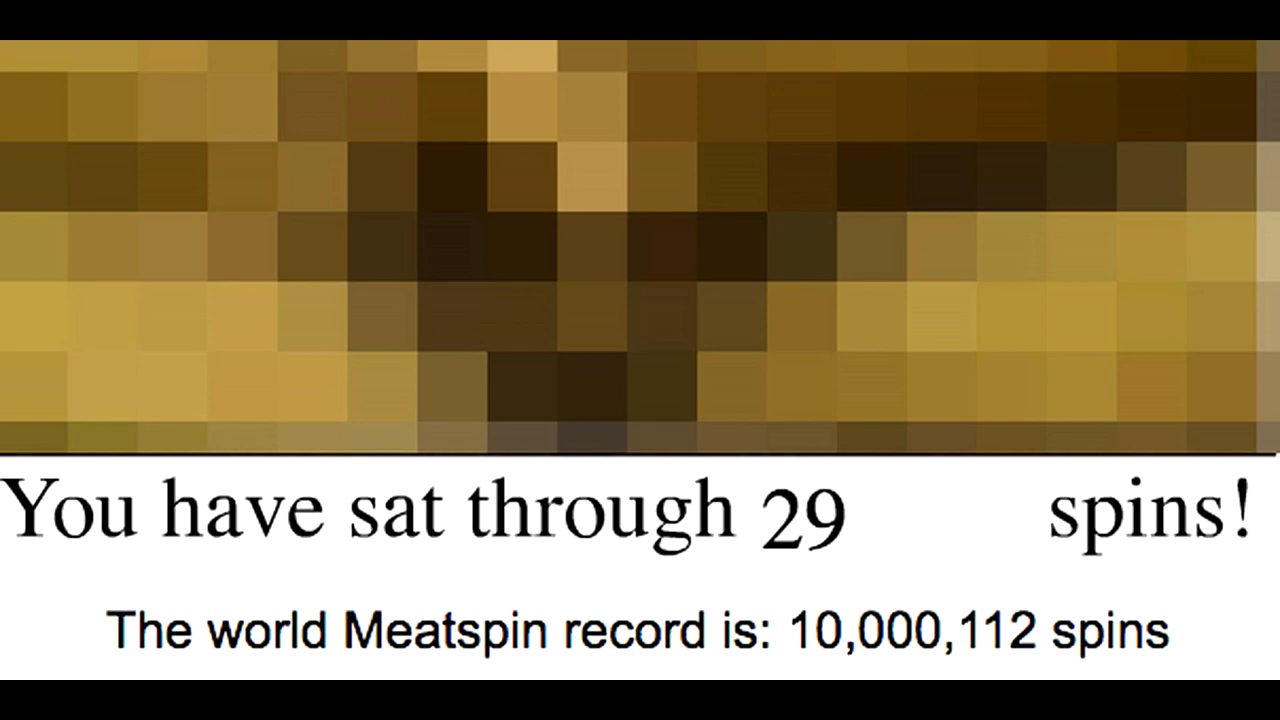 You have sat through 29 spins!
The world Meatspin record is: 10,000,112 spins